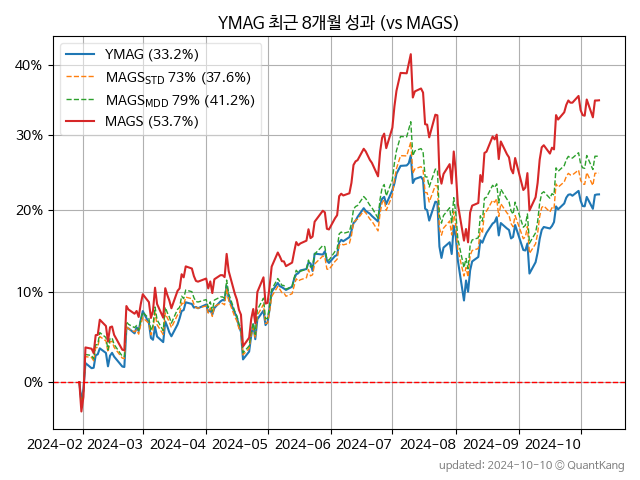 YMAG 최근 8개월 성과 (vs MAGS)
YMAG (33.2%)
MAGS_STD 73% (37.6%)
MAGS_MDD 79% (41.2%)
MAGS (53.7%)
40%
30%
20%
10%
0%
2024-02 2024-03 2024-04 2024-05 2024-06 2024-07 2024-08 2024-09 2024-10
updated: 2024-10-10 © QuantKang